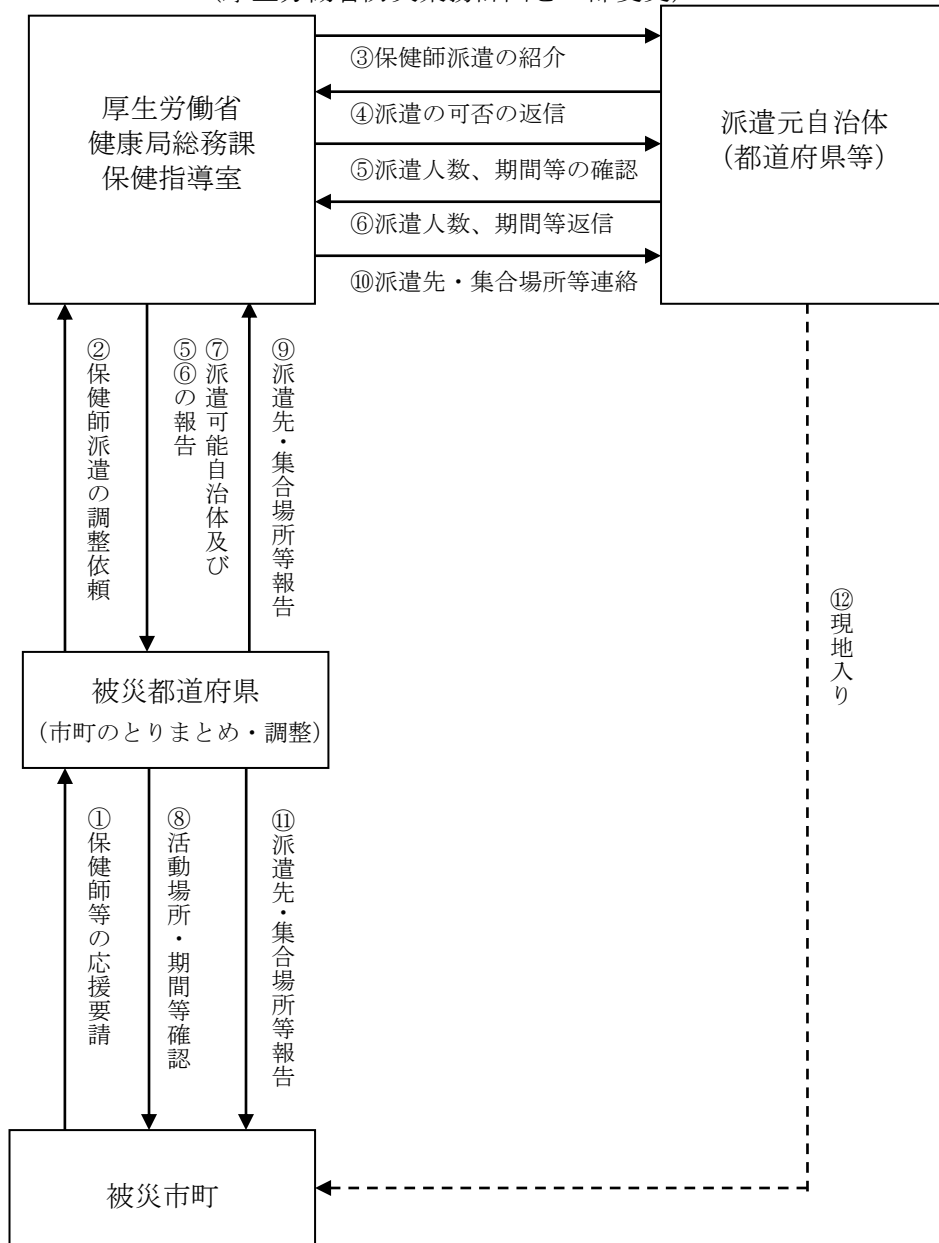 （厚生労働省防災業務計画を一部変更）
厚生労働省
健康局総務課
保健指導室
③保健師派遣の紹介
④派遣の可否の返信
⑤派遣人数、期間等の確認
⑥派遣人数、期間等返信
⑩派遣先・集合場所等連絡
派遣元自治体
（都道府県等）
②保健師派遣の調整依頼
⑦派遣可能自治体及び
⑤⑥の報告
⑨派遣先・集合場所等報告
⑫現地入り
被災都道府県
（市町のとりまとめ・調整）
①保健師等の応援要請
⑧活動場所・期間等確認
⑪派遣先・集合場所等報告
被災市町